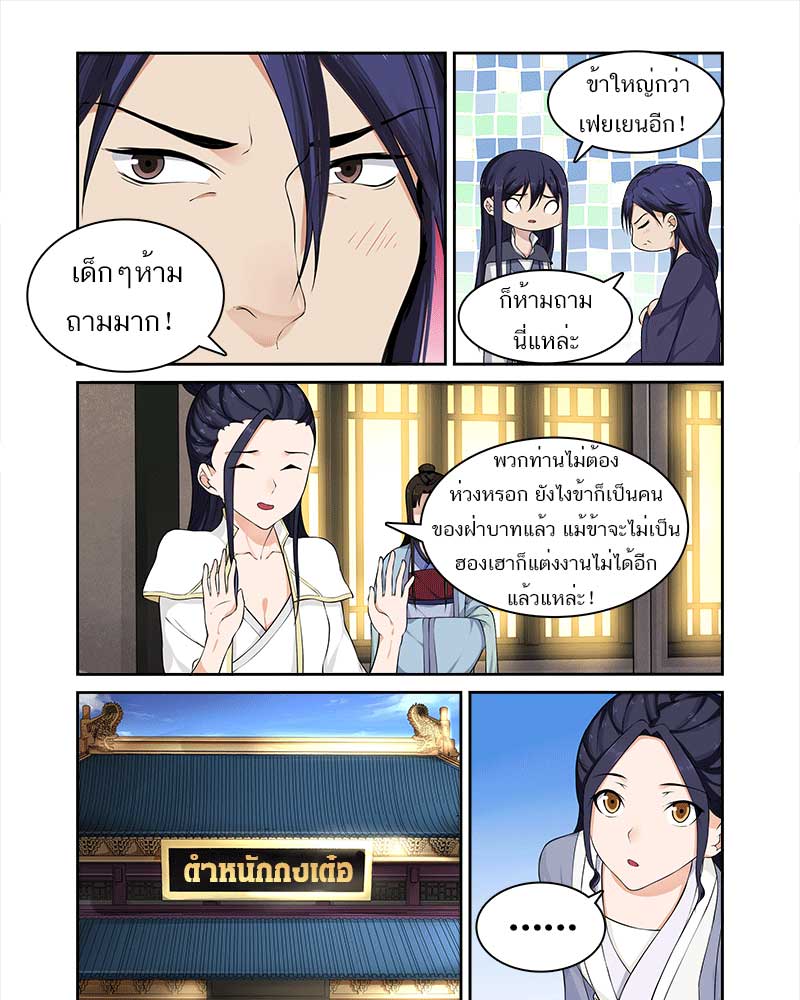 เด็กๆห้าม
ถามมาก!
ข้าใหญ่กว่า
เฟยเยนอีก!
ก็ห้ามถาม
นี่แหล่ะ
พวกท่านไม่ต้อง
ห่วงหรอก ยังไงข้าก็เป็นคน
ของฝ่าบาทแล้ว แม้ข้าจะไม่เป็น
ฮองเฮาก็แต่งงานไม่ได้อีก
แล้วแหล่ะ!
ตำหนักกงเต๋อ
......